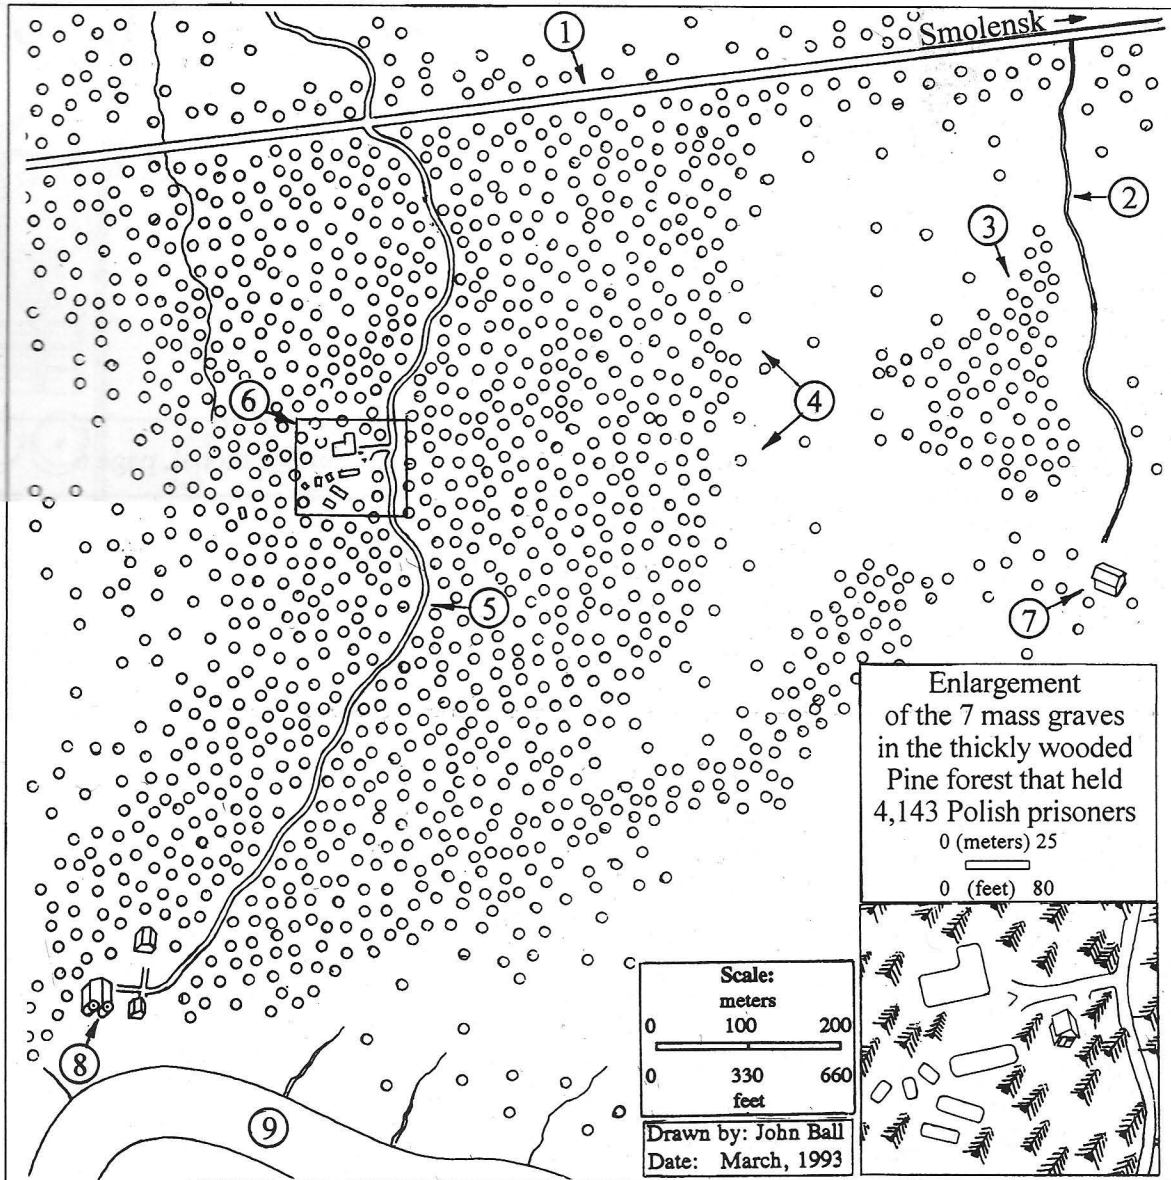 Smolensk
1
2
3
4
6
5
7
Enlargement
of the 7 mass graves
in the thickly wooded
Pine forest that held
4,143 Polish prisoners
0 (meters) 25
0 (feet) 80
Scale:
meters
0 100 200
0 330 660
feet
8
9
Drawn by: John Ball
Date: March, 1993